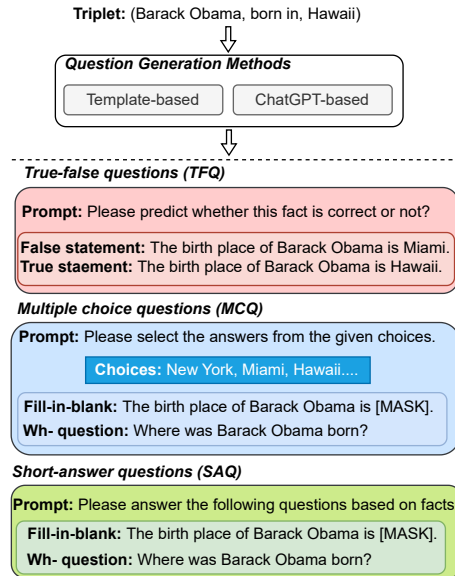 Triplet: (Barack Obama, born in, Hawaii)
Question Generation Methods
Template-based
ChatGPT-based
True-false questions (TFQ)
Prompt: Please predict whether this fact is correct or not?
False statement: The birth place of Barack Obama is Miami.
True staement: The birth place of Barack Obama is Hawaii.
Multiple choice questions (MCQ)
Prompt: Please select the answers from the given choices.
Choices: New York, Miami, Hawaii....
Fill-in-blank: The birth place of Barack Obama is [MASK].
Wh- question: Where was Barack Obama born?
Short-answer questions (SAQ)
Prompt: Please answer the following questions based on facts
Fill-in-blank: The birth place of Barack Obama is [MASK].
Wh- question: Where was Barack Obama born?